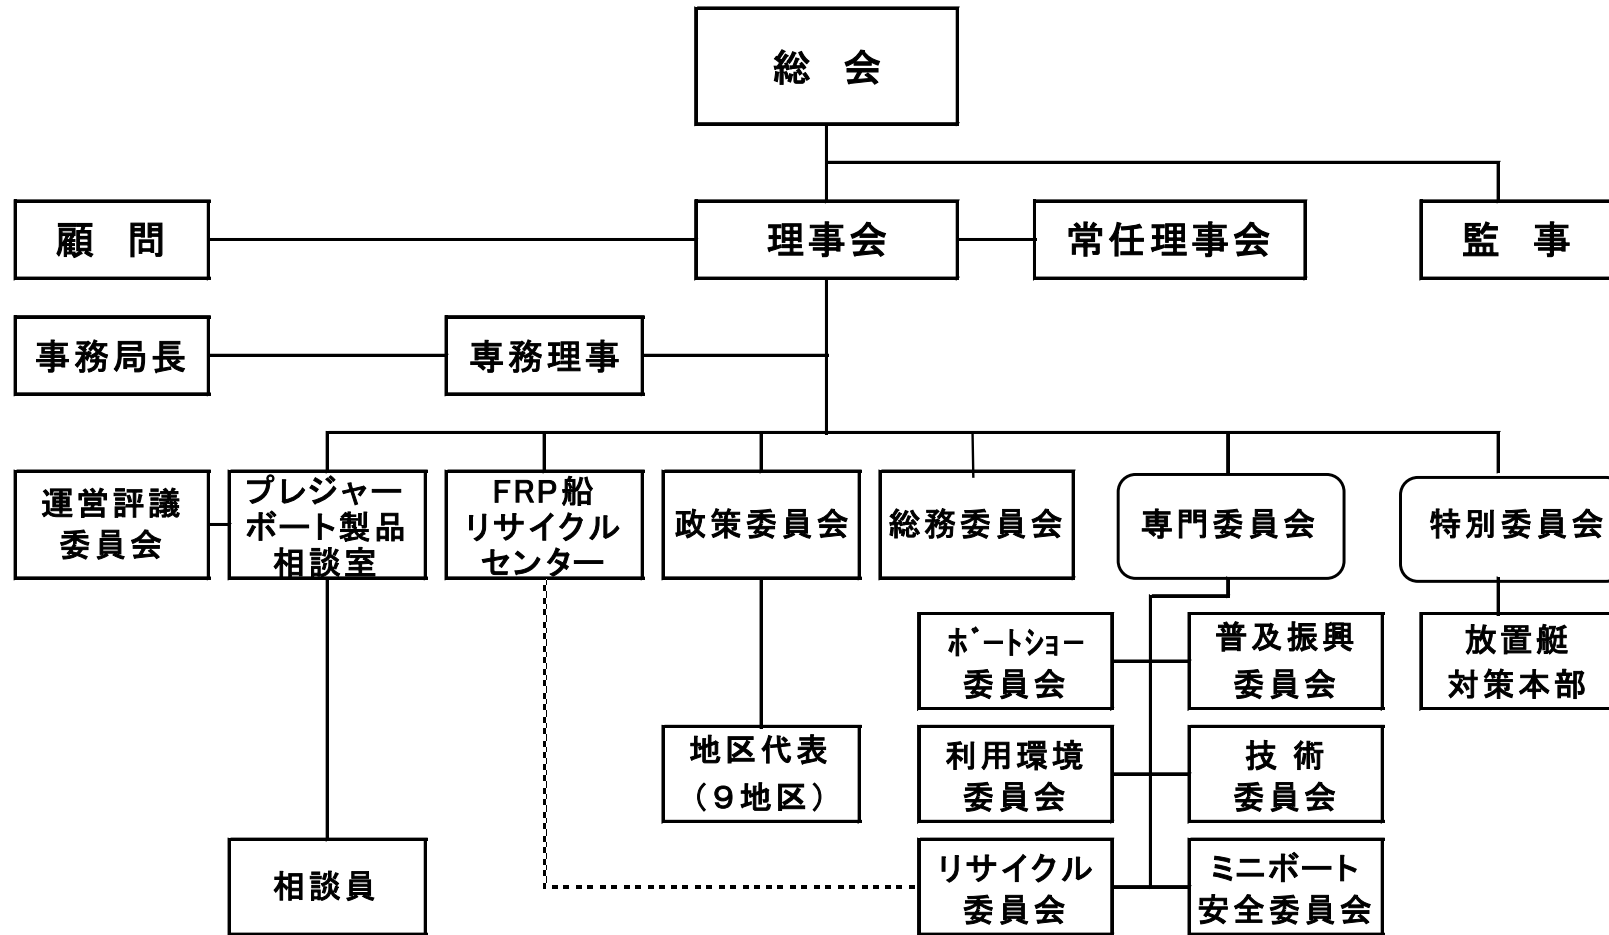 総　会
顧　問
理事会
常任理事会
監　事
事務局長
専務理事
運営評議
委員会
プレジャー
ボート製品
相談室
FRP船
リサイクル
センター
政策委員会
総務委員会
専門委員会
特別委員会
ﾎﾞｰﾄｼｮｰ
委員会
普及振興
委員会
放置艇
対策本部
地区代表
（９地区）
利用環境
委員会
技 術
委員会
相談員
リサイクル
委員会
ミニボート
安全委員会